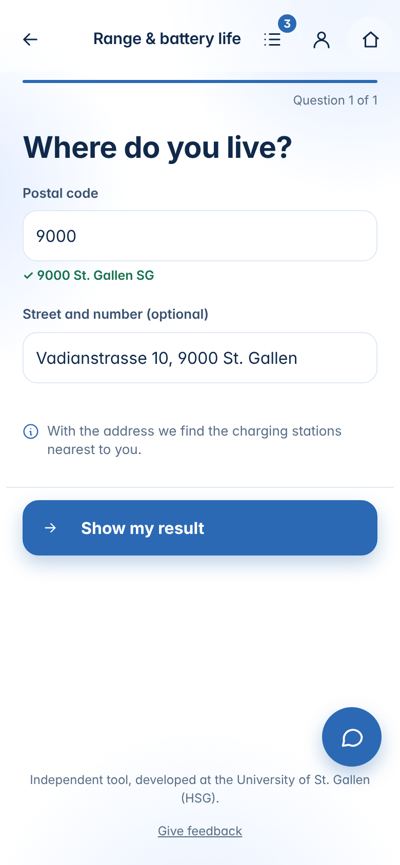 Range & battery life
3
Question 1 of 1
Where do you live?
Postal code
9000
✓ 9000 St. Gallen SG
Street and number (optional)
Vadianstrasse 10, 9000 St. Gallen
With the address we find the charging stations
nearest to you.
Show my result
Independent tool, developed at the University of St. Gallen
(HSG).
Give feedback